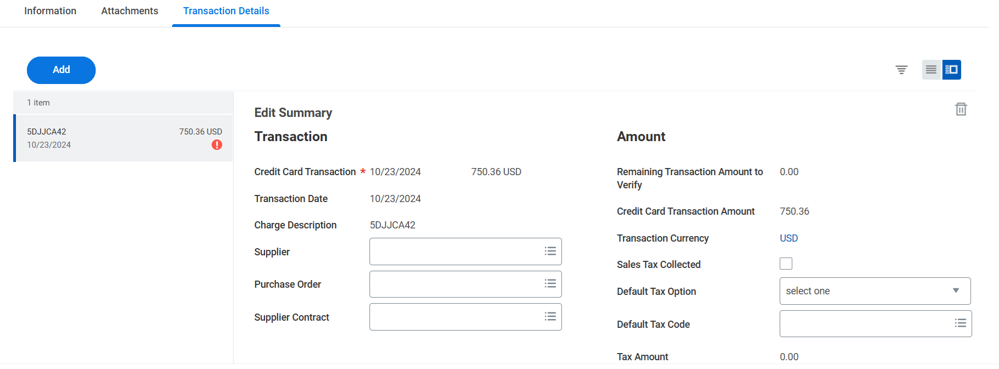 Information Attachments Transaction Details
Add
1 item
5DJJCA42 750.36 USD
10/23/2024
Edit Summary
Transaction
Credit Card Transaction * 10/23/2024 750.36 USD
Transaction Date 10/23/2024
Charge Description 5DJJCA42
Supplier
Purchase Order
Supplier Contract
Amount
Remaining Transaction Amount to
Verify 0.00
Credit Card Transaction Amount 750.36
Transaction Currency USD
Sales Tax Collected
Default Tax Option select one
Default Tax Code
Tax Amount 0.00